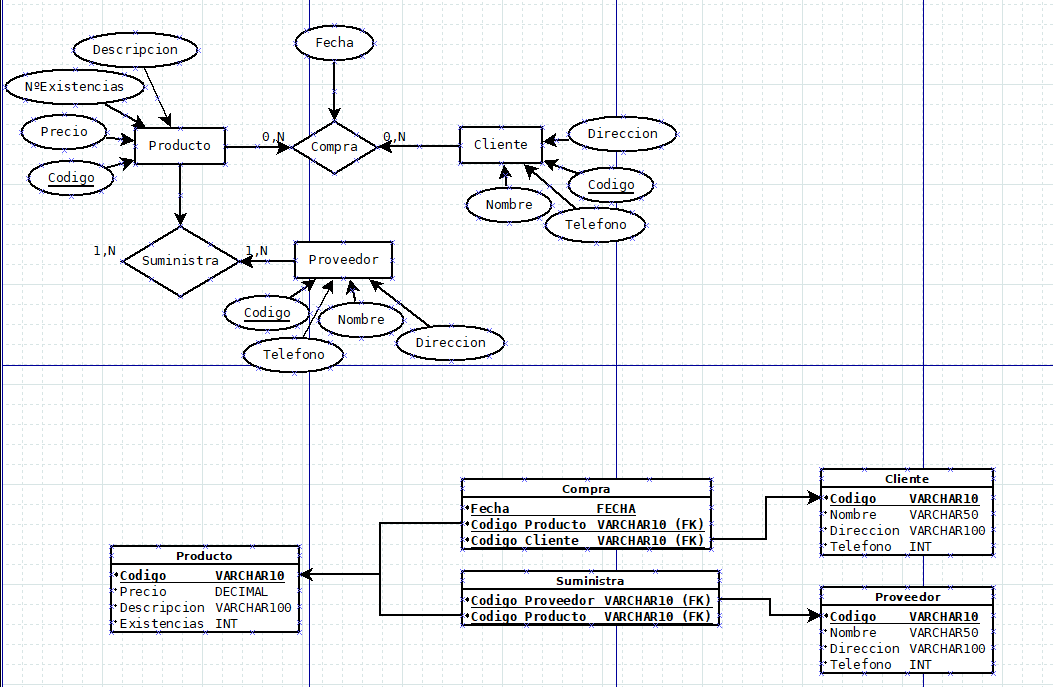 Descripcion
NºExistencias
Precio
Codigo
Producto
Fecha
0,N
Compra
0,N
Cliente
Direccion
Codigo
Nombre
Telefono
1,N
Suministra
1,N
Proveedor
Codigo
Nombre
Telefono
Direccion
Producto
Codigo VARCHAR10
Precio DECIMAL
Descripcion VARCHAR100
Existencias INT
Compra
Fecha FECHA
Codigo Producto VARCHAR10 (FK)
Codigo Cliente VARCHAR10 (FK)
Suministra
Codigo Proveedor VARCHAR10 (FK)
Codigo Producto VARCHAR10 (FK)
Cliente
Codigo VARCHAR10
Nombre VARCHAR50
Direccion VARCHAR100
Telefono INT
Proveedor
Codigo VARCHAR10
Nombre VARCHAR50
Direccion VARCHAR100
Telefono INT